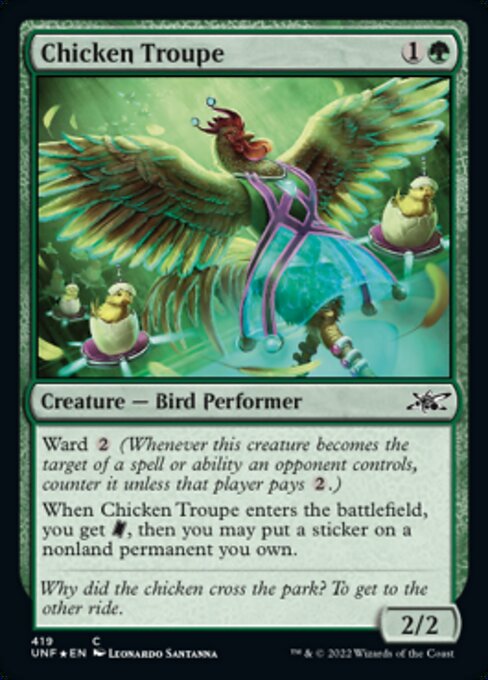 Chicken Troupe 1
Creature — Bird Performer
Ward 2 (Whenever this creature becomes the
target of a spell or ability an opponent controls,
counter it unless that player pays 2.)
When Chicken Troupe enters the battlefield,
you get , then you may put a sticker on a
nonland permanent you own.
Why did the chicken cross the park? To get to the
other ride.
2/2
419 C
UNF★EN Leonardo Santanna
™ & © 2022 Wizards of the Coast